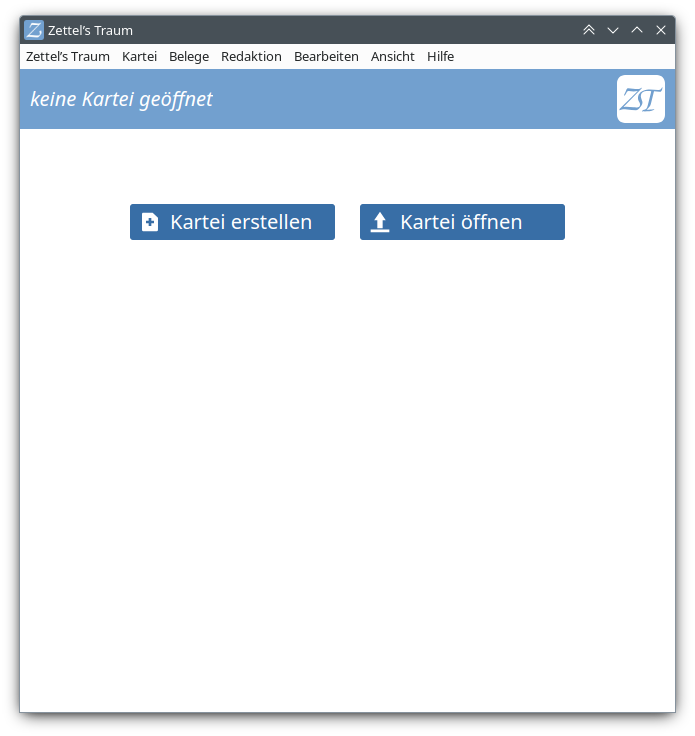 Zettel’s Traum
Zettel’s Traum Kartei Belege Redaktion Bearbeiten Ansicht Hilfe
keine Kartei geöffnet
ZT
Kartei erstellen
Kartei öffnen